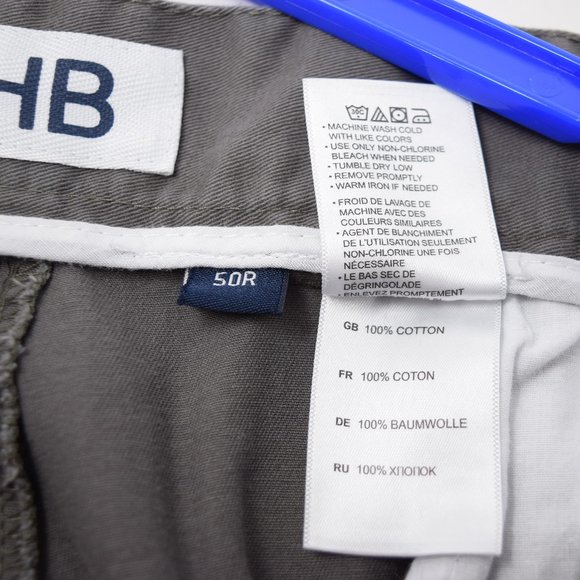 HB
50R
30C
• MACHINE WASH COLD
WITH LIKE COLORS
• USE ONLY NON-CHLORINE
BLEACH WHEN NEEDED
• TUMBLE DRY LOW
• REMOVE PROMPTLY
• WARM IRON IF NEEDED
• FROID DE LAVAGE DE
MACHINE AVEC DES
COULEURS SIMILAIRES
• AGENT DE BLANCHIMENT
DE L'UTILISATION SEULEMENT
NON-CHLORINE UNE FOIS
NÉCESSAIRE
• LE BAS SEC DE
DÉGRINGOLADE
• ENLEVEZ PROMPTEMENT
GB 100% COTTON
FR 100% COTON
DE 100% BAUMWOLLE
RU 100% ХЛОПОК